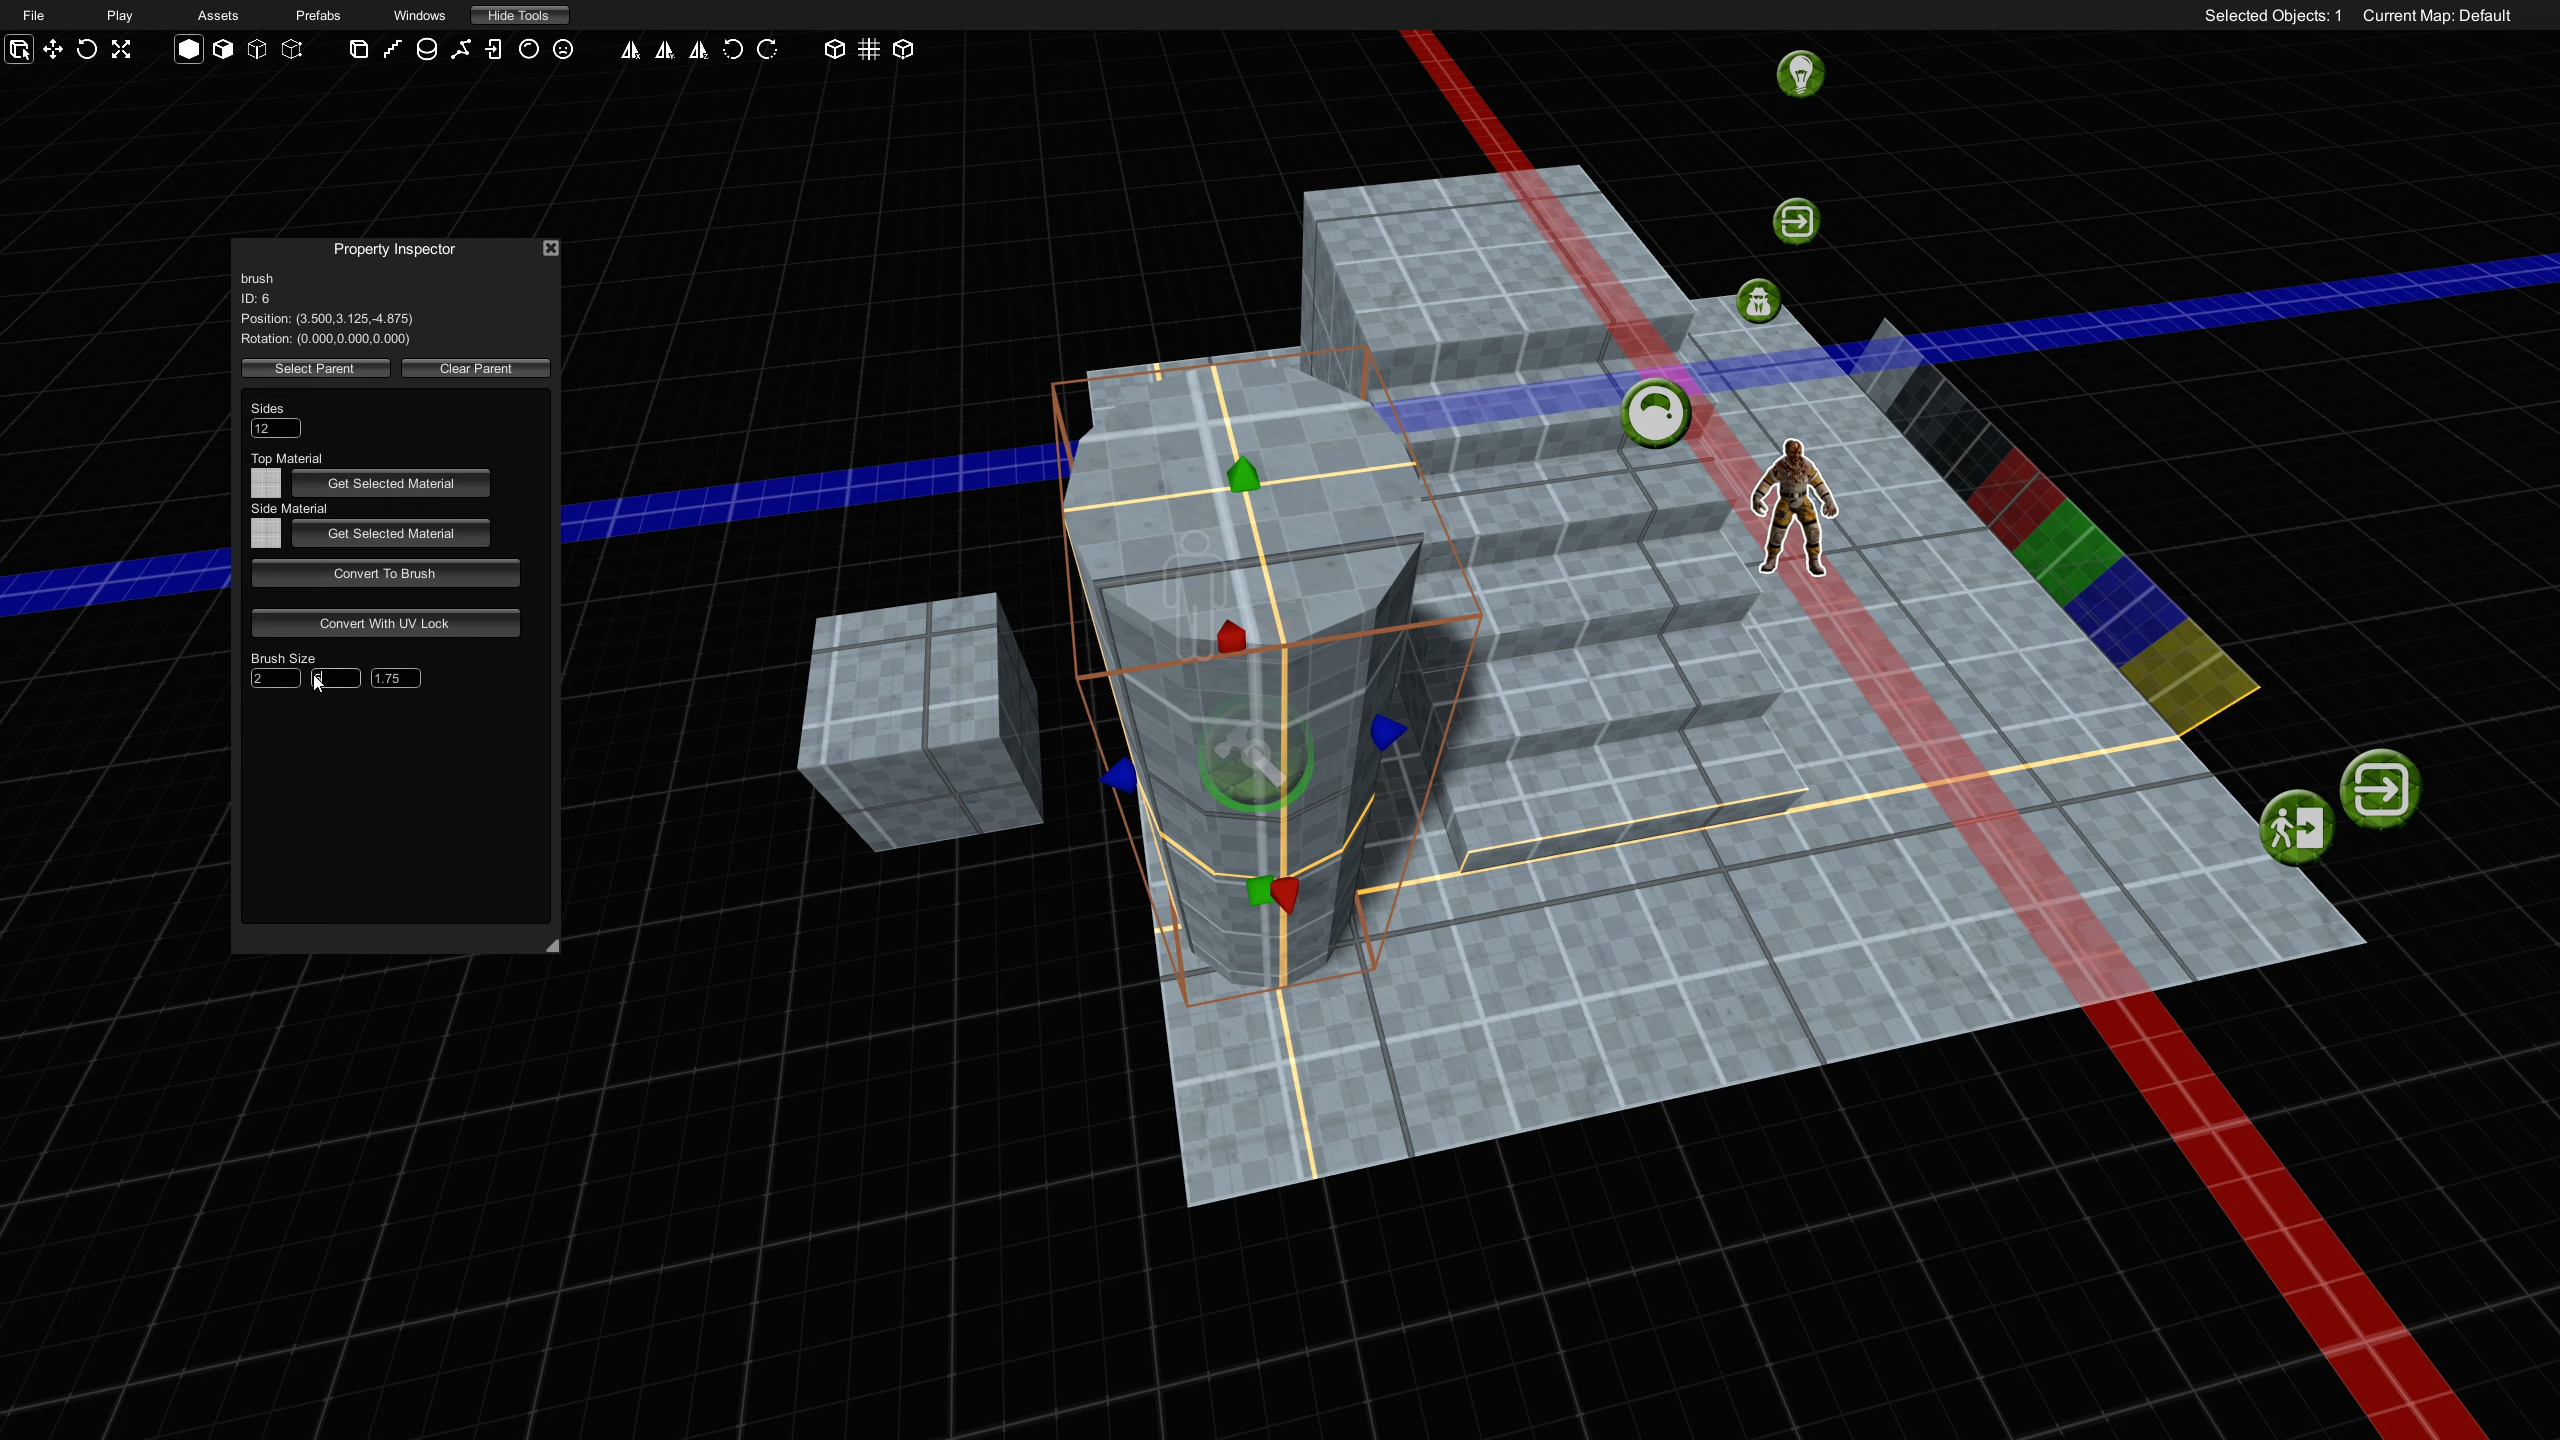 File Play Assets Prefabs Windows Hide Tools Selected Objects: 1 Current Map: Default
Property Inspector
brush
ID: 6
Position: (3.500,3.125,-4.875)
Rotation: (0.000,0.000,0.000)
Select Parent Clear Parent
Sides
12
Top Material
Get Selected Material
Side Material
Get Selected Material
Convert To Brush
Convert With UV Lock
Brush Size
2 1.75